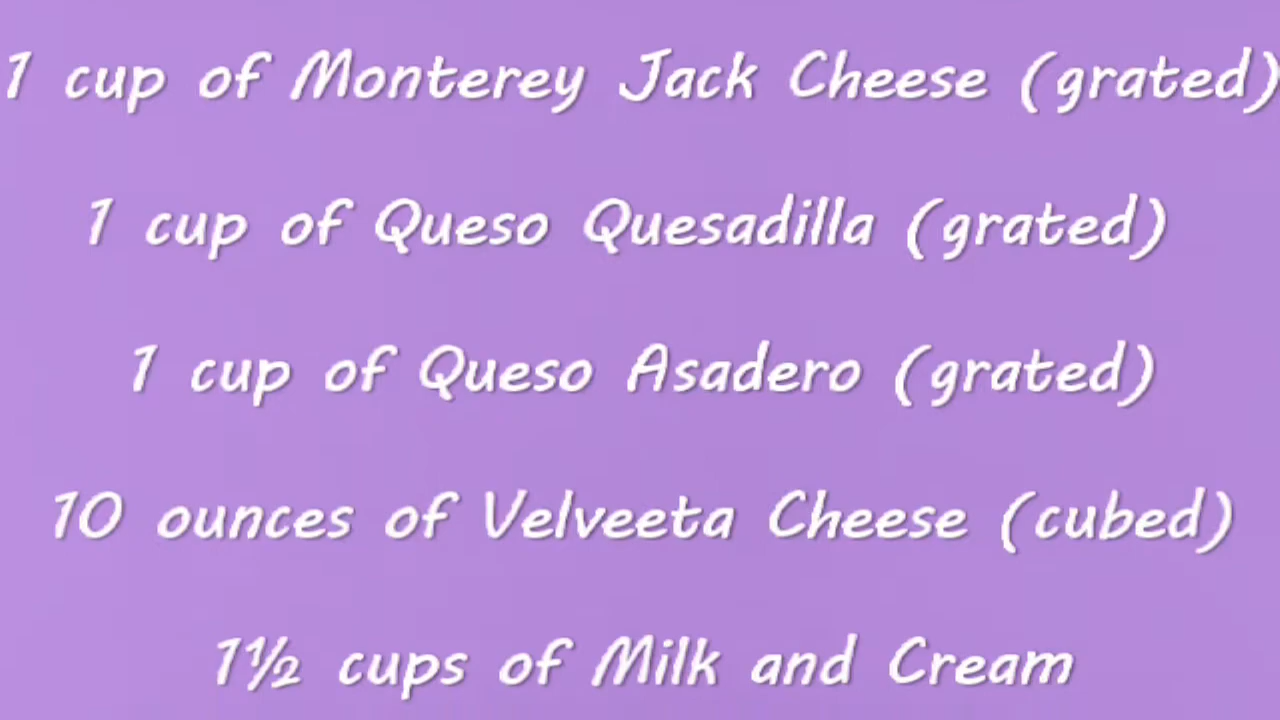 1 cup of Monterey Jack Cheese (grated)
1 cup of Queso Quesadilla (grated)
1 cup of Queso Asadero (grated)
10 ounces of Velveeta Cheese (cubed)
1½ cups of Milk and Cream